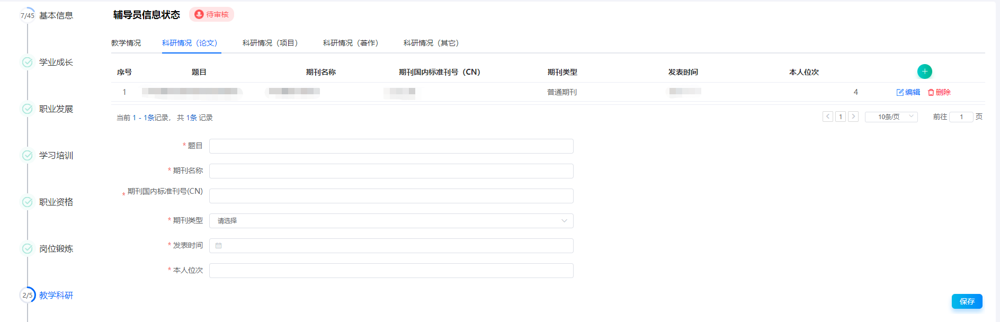 7/45 基本信息
学业成长
职业发展
学习培训
职业资格
岗位锻炼
2/5 教学科研
辅导员信息状态 待审核
教学情况 科研情况（论文） 科研情况（项目） 科研情况（著作） 科研情况（其它）
序号 题目 期刊名称 期刊国内标准刊号（CN） 期刊类型 发表时间 本人位次 +
1 普通期刊 4 编辑 删除
当前 1 - 1条记录， 共 1条 记录 < 1 > 10条/页 前往 1 页
* 题目
* 期刊名称
* 期刊国内标准刊号(CN)
* 期刊类型 请选择
* 发表时间
* 本人位次
保存